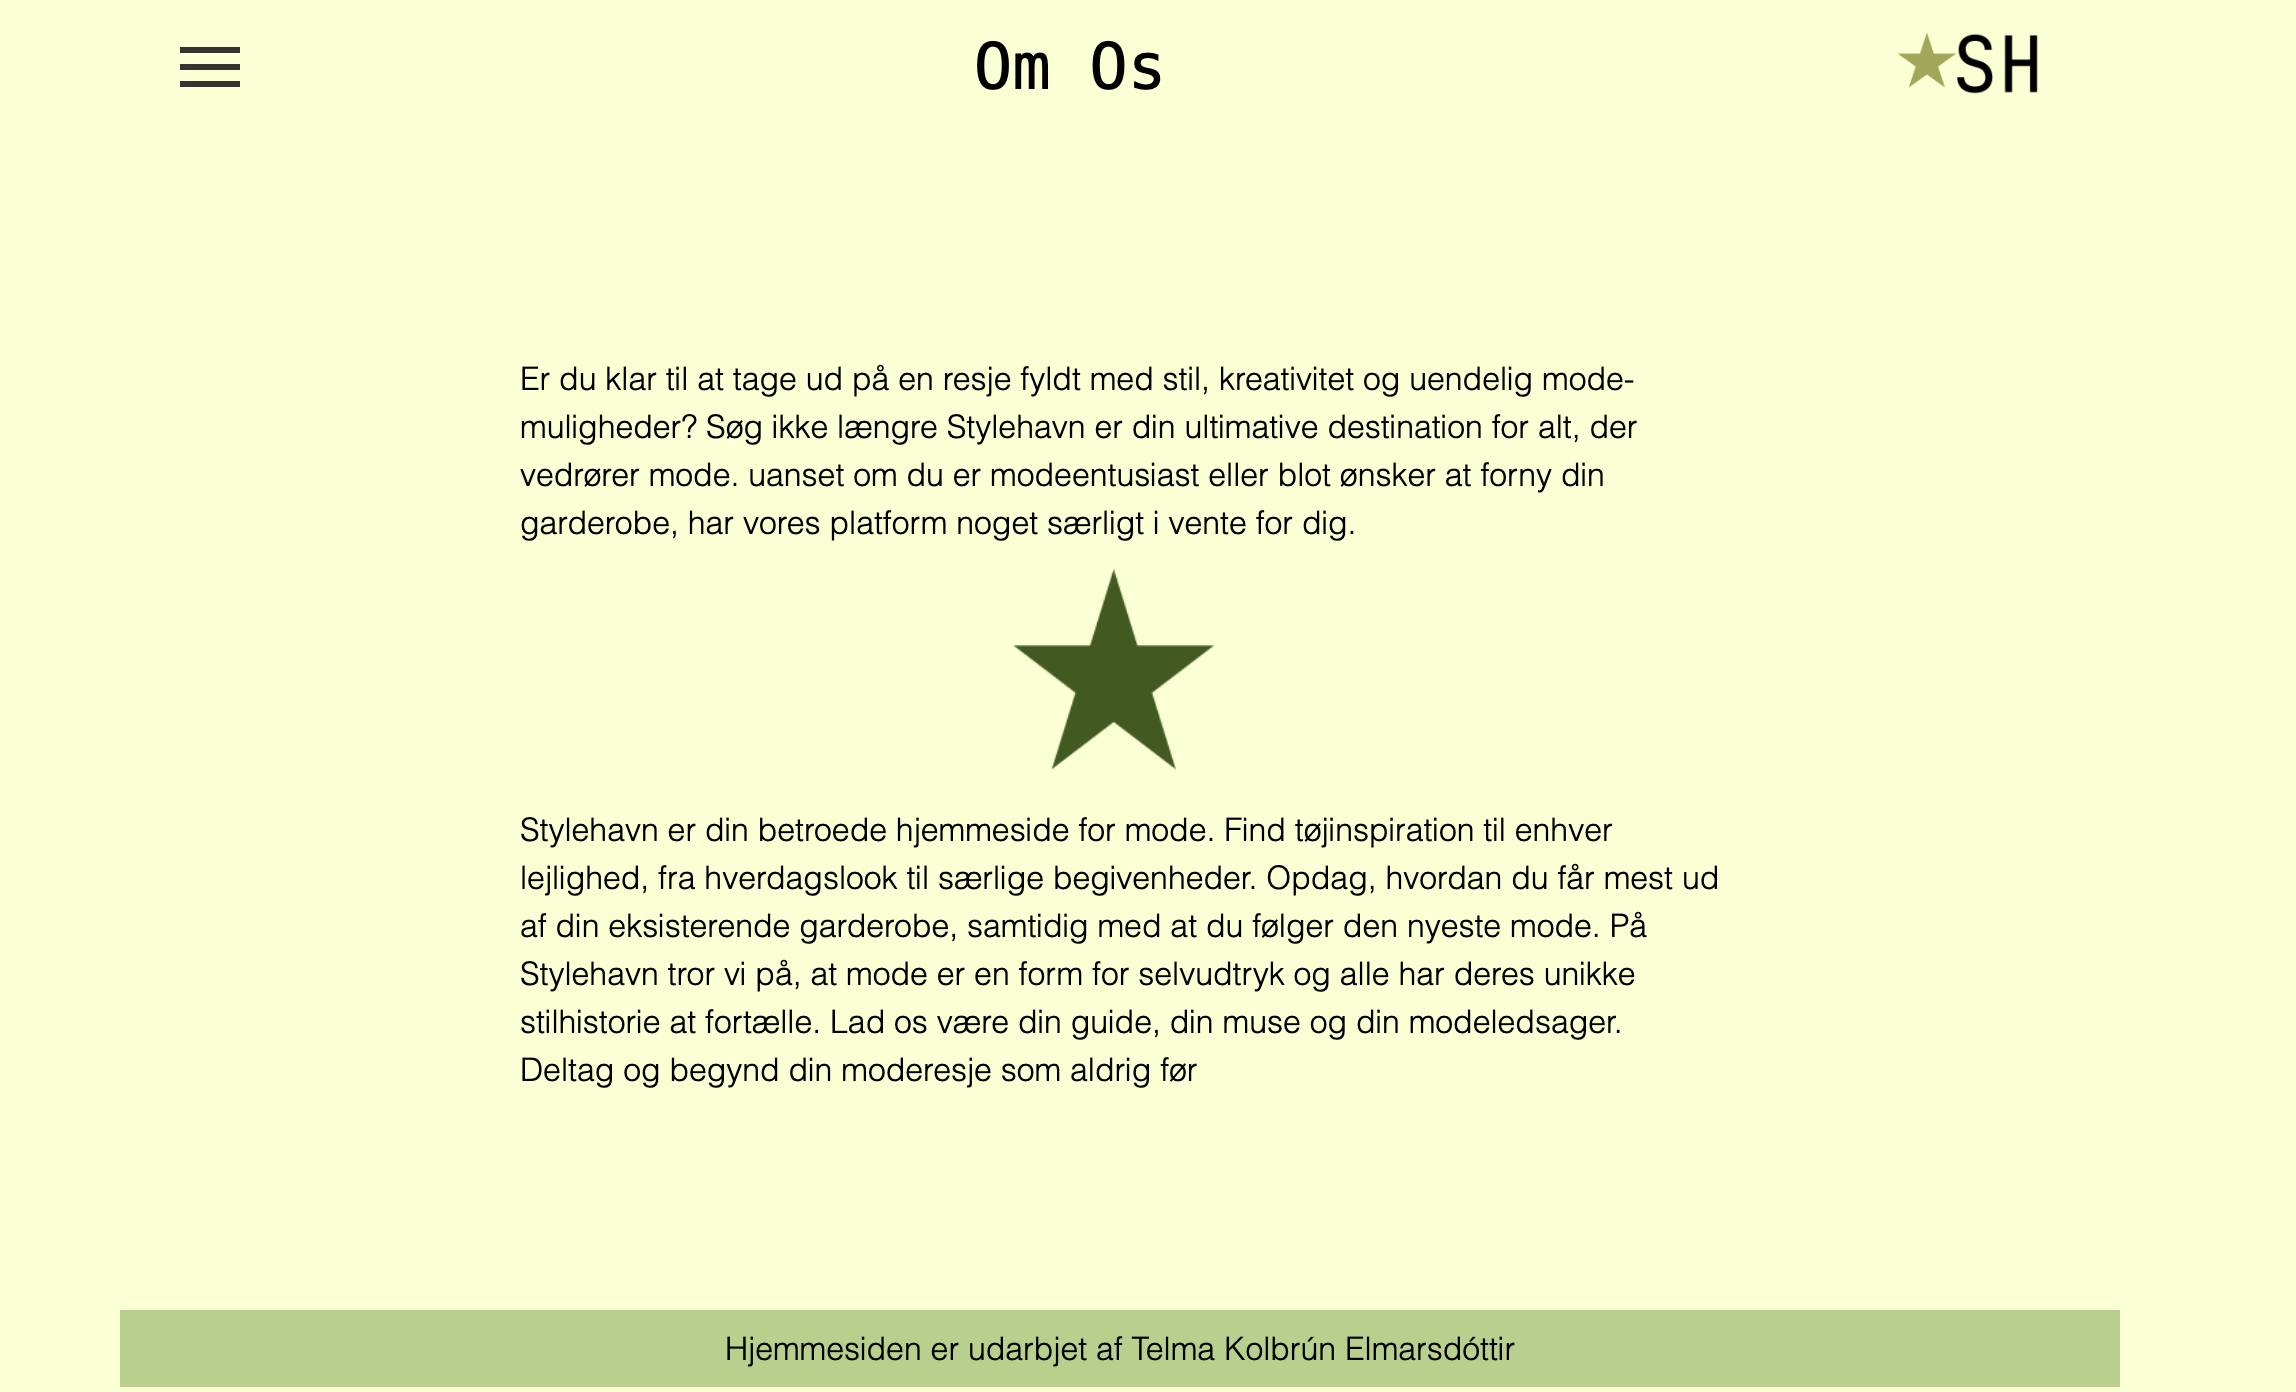 Om Os
SH
Er du klar til at tage ud på en resje fyldt med stil, kreativitet og uendelig mode-
muligheder? Søg ikke længre Stylehavn er din ultimative destination for alt, der
vedrører mode. uanset om du er modeentusiast eller blot ønsker at forny din
garderobe, har vores platform noget særligt i vente for dig.
Stylehavn er din betroede hjemmeside for mode. Find tøjinspiration til enhver
lejlighed, fra hverdagslook til særlige begivenheder. Opdag, hvordan du får mest ud
af din eksisterende garderobe, samtidig med at du følger den nyeste mode. På
Stylehavn tror vi på, at mode er en form for selvudtryk og alle har deres unikke
stilhistorie at fortælle. Lad os være din guide, din muse og din modeledsager.
Deltag og begynd din moderesje som aldrig før
Hjemmesiden er udarbjet af Telma Kolbrún Elmarsdóttir